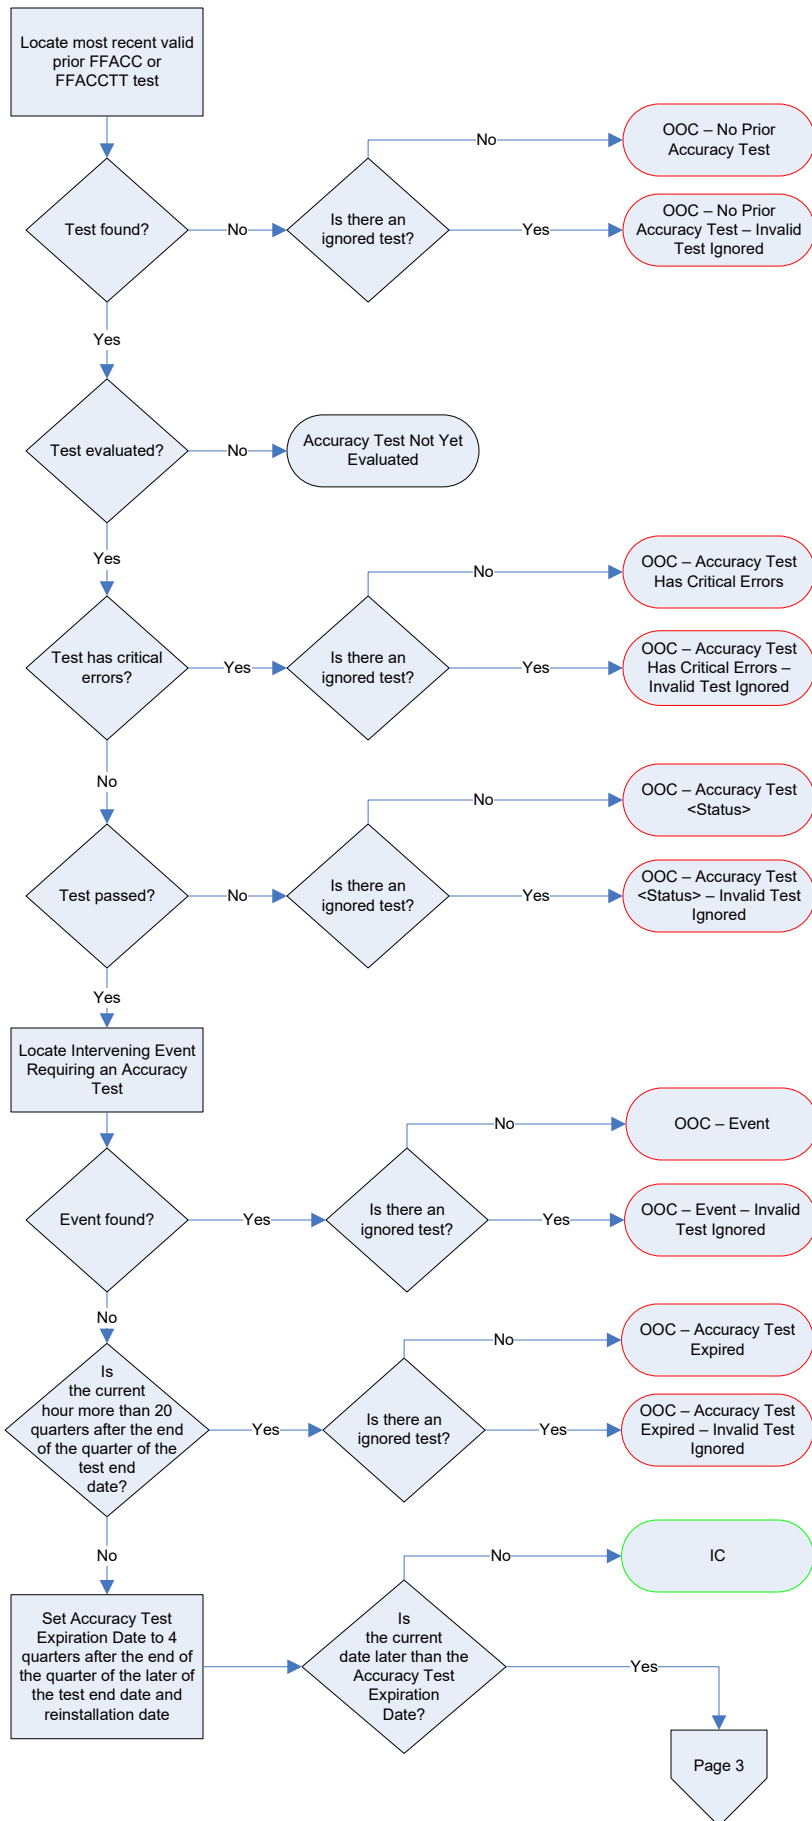 Locate most recent valid
prior FFACC or
FFACCTT test
No
OOC – No Prior
Accuracy Test
Test found?
No
Is there an
ignored test?
Yes
OOC – No Prior
Accuracy Test – Invalid
Test Ignored
Yes
Test evaluated?
No
Accuracy Test Not Yet
Evaluated
Yes
No
OOC – Accuracy Test
Has Critical Errors
Test has critical
errors?
Yes
Is there an
ignored test?
Yes
OOC – Accuracy Test
Has Critical Errors –
Invalid Test Ignored
No
No
OOC – Accuracy Test
<Status>
Test passed?
No
Is there an
ignored test?
Yes
OOC – Accuracy Test
<Status> – Invalid Test
Ignored
Yes
Locate Intervening Event
Requiring an Accuracy
Test
No
OOC – Event
Event found?
Yes
Is there an
ignored test?
Yes
OOC – Event – Invalid
Test Ignored
No
No
OOC – Accuracy Test
Expired
Is
the current
hour more than 20
quarters after the end
of the quarter of the
test end
date?
Yes
Is there an
ignored test?
Yes
OOC – Accuracy Test
Expired – Invalid Test
Ignored
No
No
IC
Set Accuracy Test
Expiration Date to 4
quarters after the end of
the quarter of the later of
the test end date and
reinstallation date
Is
the current
date later than the
Accuracy Test
Expiration
Date?
Yes
Page 3